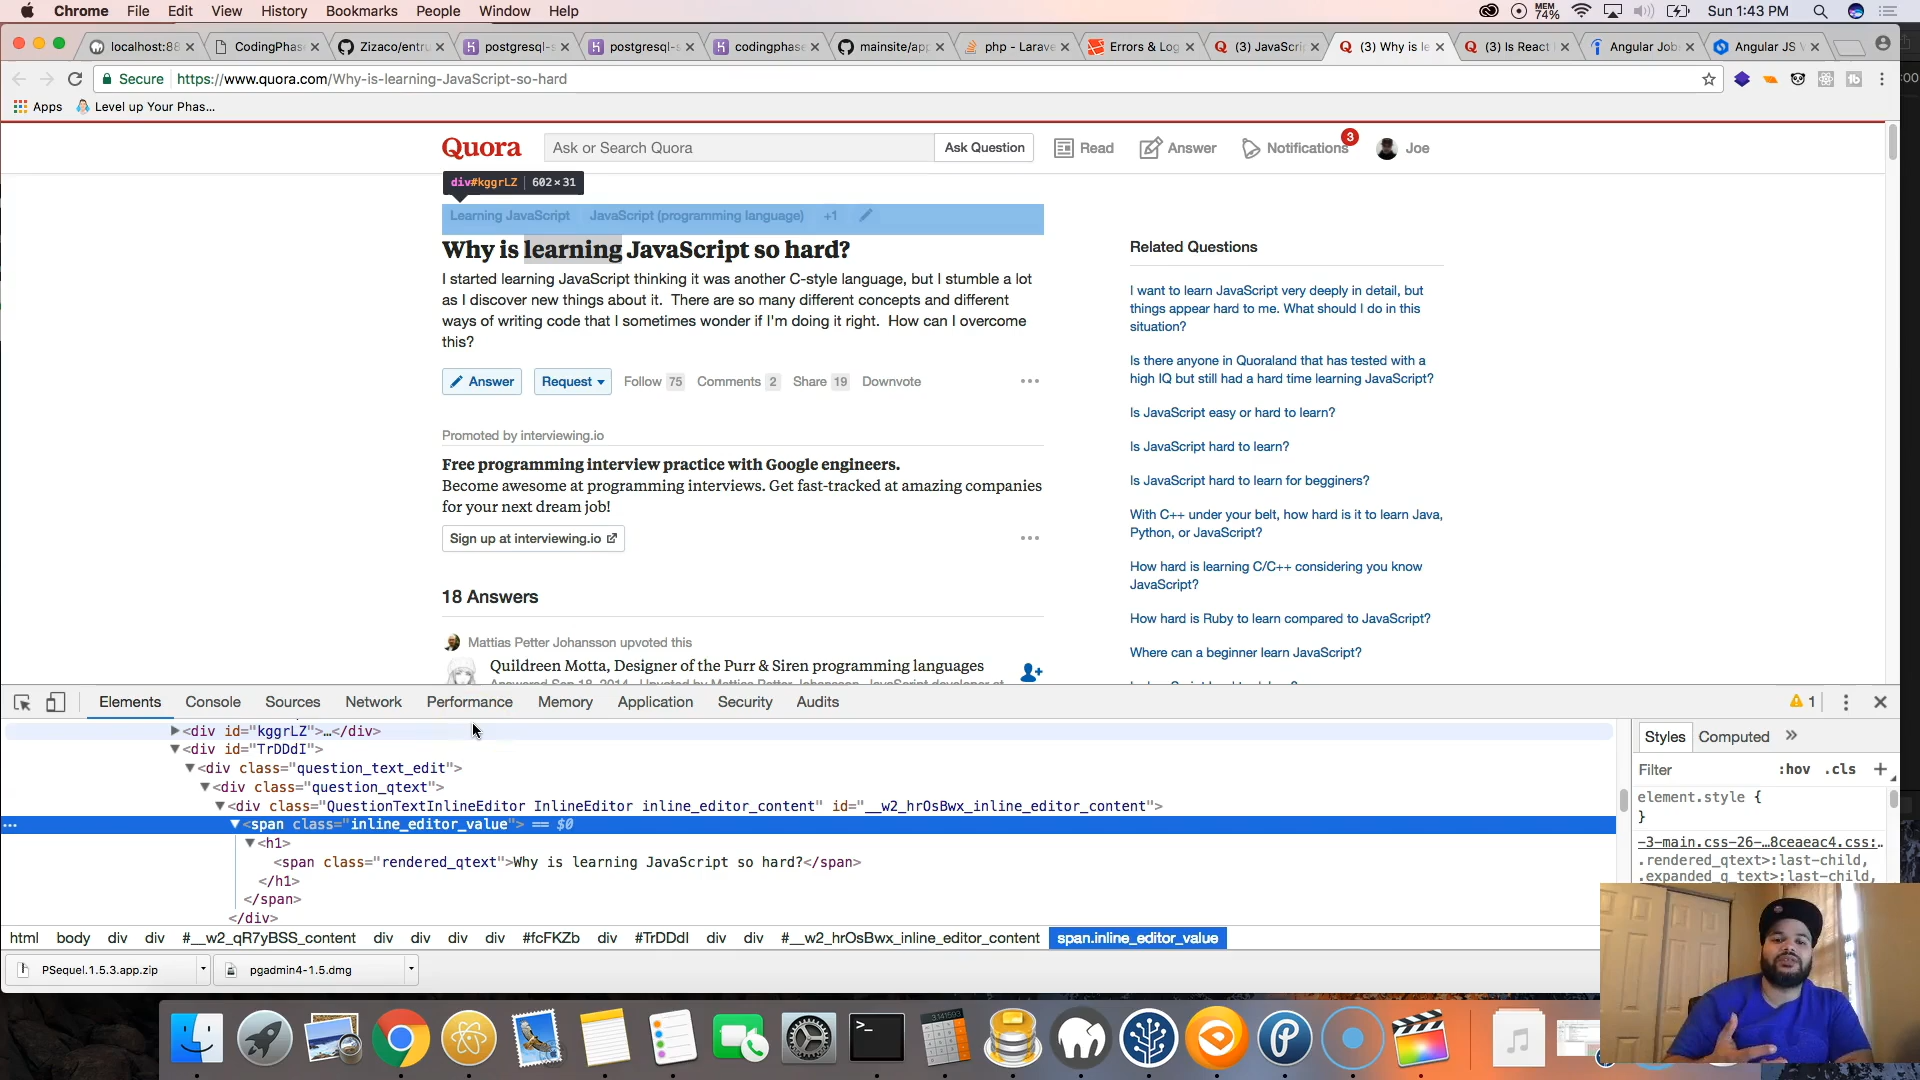 Chrome File Edit View History Bookmarks People Window Help
MEM 74% Sun 1:43 PM
localhost:88
CodingPhase
Zizaco/entru
postgresql-s
postgresql-s
codingphase
mainsite/app
php - Larave
Errors & Log
(3) JavaScri
(3) Why is le
(3) Is React
Angular Job
Angular JS V
Secure https://www.quora.com/Why-is-learning-JavaScript-so-hard
Apps Level up Your Phas...
Quora Ask or Search Quora Ask Question Read Answer Notifications 3 Joe
div#kggrLZ 602×31
Learning JavaScript JavaScript (programming language) +1
Why is learning JavaScript so hard?
I started learning JavaScript thinking it was another C-style language, but I stumble a lot
as I discover new things about it. There are so many different concepts and different
ways of writing code that I sometimes wonder if I'm doing it right. How can I overcome
this?
Answer Request Follow 75 Comments 2 Share 19 Downvote
Promoted by interviewing.io
Free programming interview practice with Google engineers.
Become awesome at programming interviews. Get fast-tracked at amazing companies
for your next dream job!
Sign up at interviewing.io
18 Answers
Mattias Petter Johansson upvoted this
Quildreen Motta, Designer of the Purr & Siren programming languages
Related Questions
I want to learn JavaScript very deeply in detail, but
things appear hard to me. What should I do in this
situation?
Is there anyone in Quoraland that has tested with a
high IQ but still had a hard time learning JavaScript?
Is JavaScript easy or hard to learn?
Is JavaScript hard to learn?
Is JavaScript hard to learn for begginers?
With C++ under your belt, how hard is it to learn Java,
Python, or JavaScript?
How hard is learning C/C++ considering you know
JavaScript?
How hard is Ruby to learn compared to JavaScript?
Where can a beginner learn JavaScript?
Elements Console Sources Network Performance Memory Application Security Audits 1
<div id="kggrLZ">…</div>
<div id="TrDDdI">
<div class="question_text_edit">
<div class="question_qtext">
<div class="QuestionTextInlineEditor InlineEditor inline_editor_content" id="__w2_hrOsBwx_inline_editor_content">
<span class="inline_editor_value"> == $0
<h1>
<span class="rendered_qtext">Why is learning JavaScript so hard?</span>
</h1>
</span>
</div>
Styles Computed »
Filter :hov .cls +
element.style {
}
-3-main.css-26-…8ceaeac4.css:…
.rendered_qtext>:last-child,
.expanded_q_text>:last-child,
html body div div #__w2_qR7yBSS_content div div div div #fcFKZb div #TrDDdI div div #__w2_hrOsBwx_inline_editor_content span.inline_editor_value
PSequel.1.5.3.app.zip pgadmin4-1.5.dmg